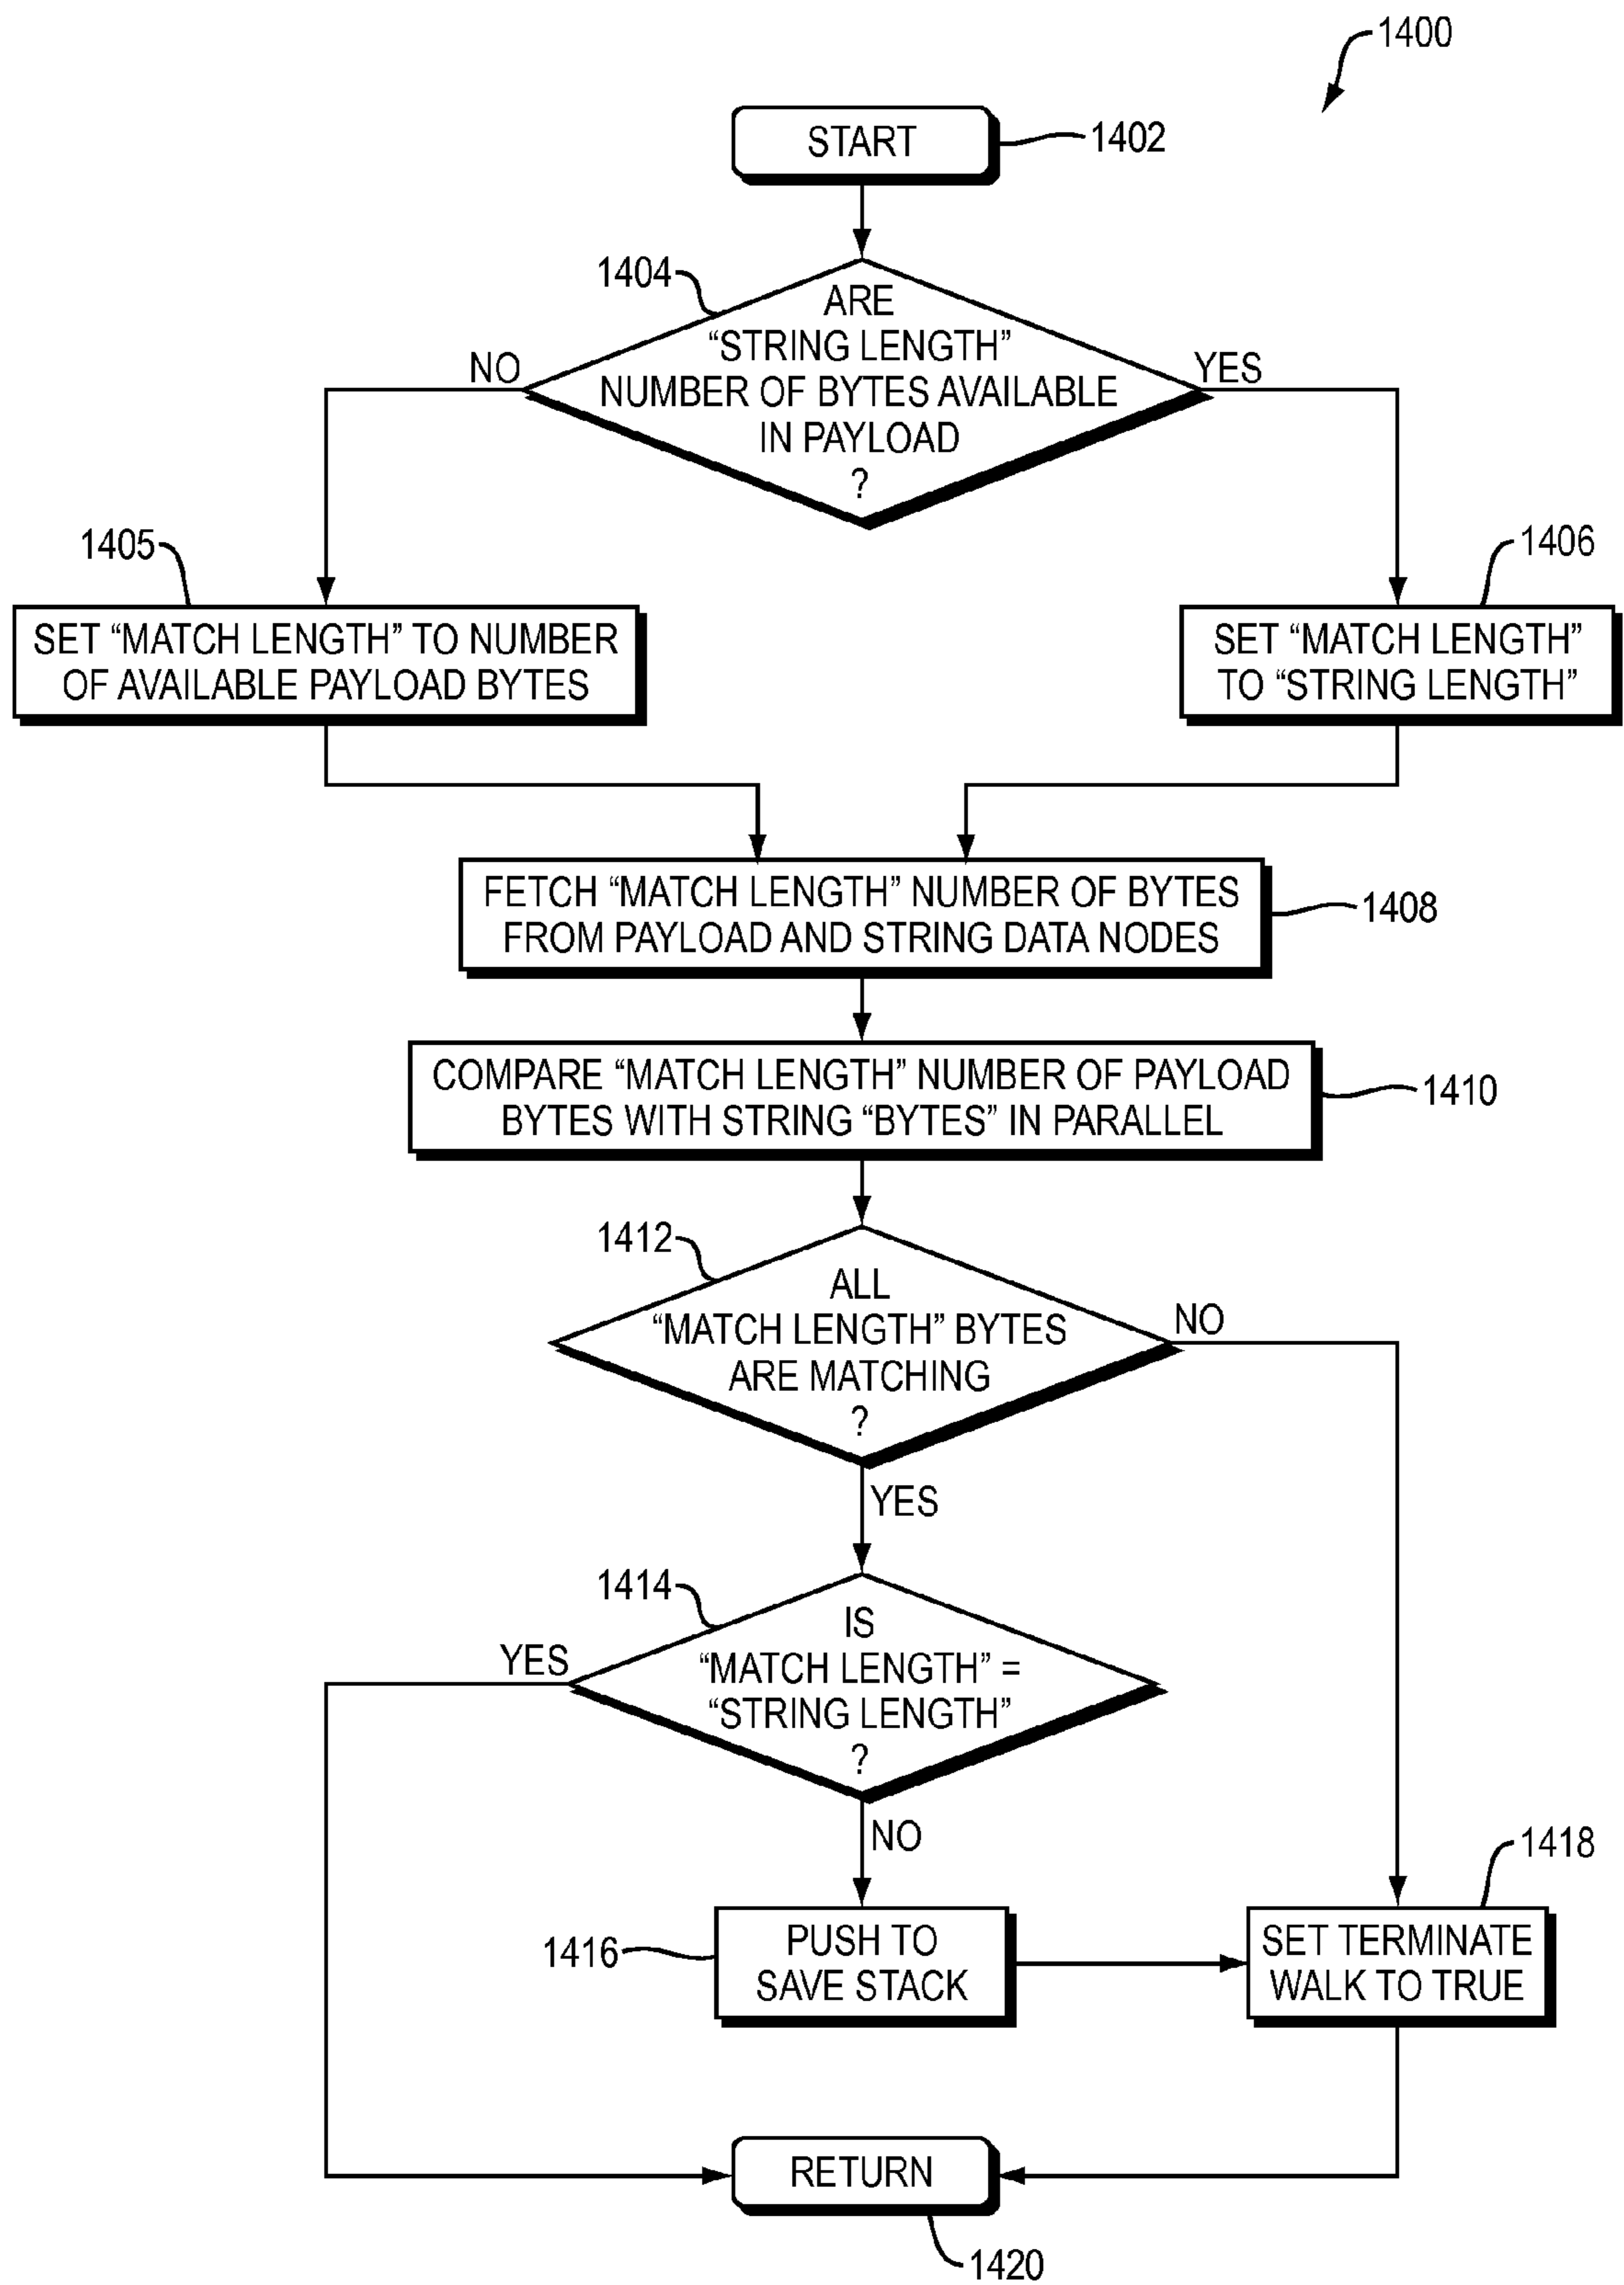 1400
START
1402
1404
ARE
“STRING LENGTH”
NUMBER OF BYTES AVAILABLE
IN PAYLOAD
?
NO
YES
1405
SET “MATCH LENGTH” TO NUMBER
OF AVAILABLE PAYLOAD BYTES
1406
SET “MATCH LENGTH”
TO “STRING LENGTH”
FETCH “MATCH LENGTH” NUMBER OF BYTES
FROM PAYLOAD AND STRING DATA NODES
1408
COMPARE “MATCH LENGTH” NUMBER OF PAYLOAD
BYTES WITH STRING “BYTES” IN PARALLEL
1410
1412
ALL
“MATCH LENGTH” BYTES
ARE MATCHING
?
NO
YES
1414
IS
“MATCH LENGTH” =
“STRING LENGTH”
?
YES
NO
1416
PUSH TO
SAVE STACK
1418
SET TERMINATE
WALK TO TRUE
RETURN
1420